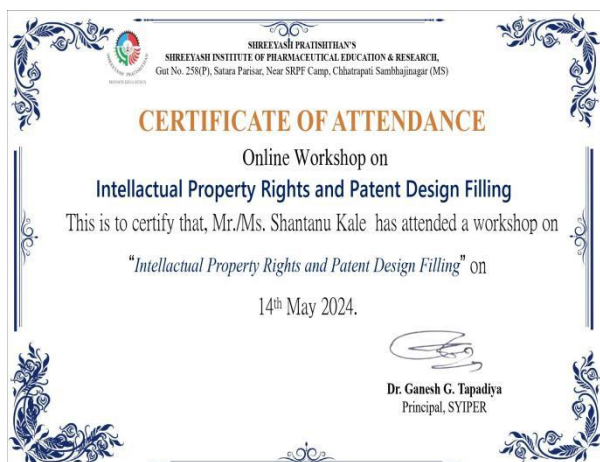 SHREEYASH PRATISHTHAN'S
SHREEYASH INSTITUTE OF PHARMACEUTICAL EDUCATION & RESEARCH,
Gut No. 258(P), Satara Parisar, Near SRPF Camp, Chhatrapati Sambhajinagar (MS)
CERTIFICATE OF ATTENDANCE
Online Workshop on
Intellactual Property Rights and Patent Design Filling
This is to certify that, Mr./Ms. Shantanu Kale has attended a workshop on
“Intellactual Property Rights and Patent Design Filling” on
14th May 2024.
Dr. Ganesh G. Tapadiya
Principal, SYIPER